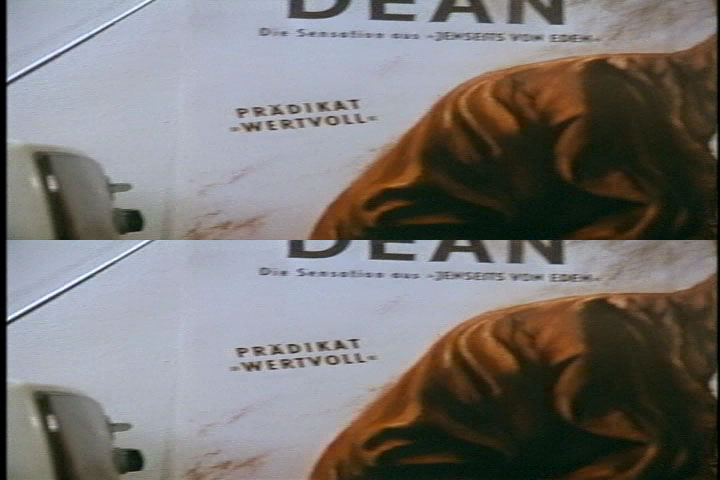 DEAN
Die Sensation aus »JENSEITS VON EDEN«
PRÄDIKAT
»WERTVOLL«
DEAN
Die Sensation aus »JENSEITS VON EDEN«
PRÄDIKAT
»WERTVOLL«